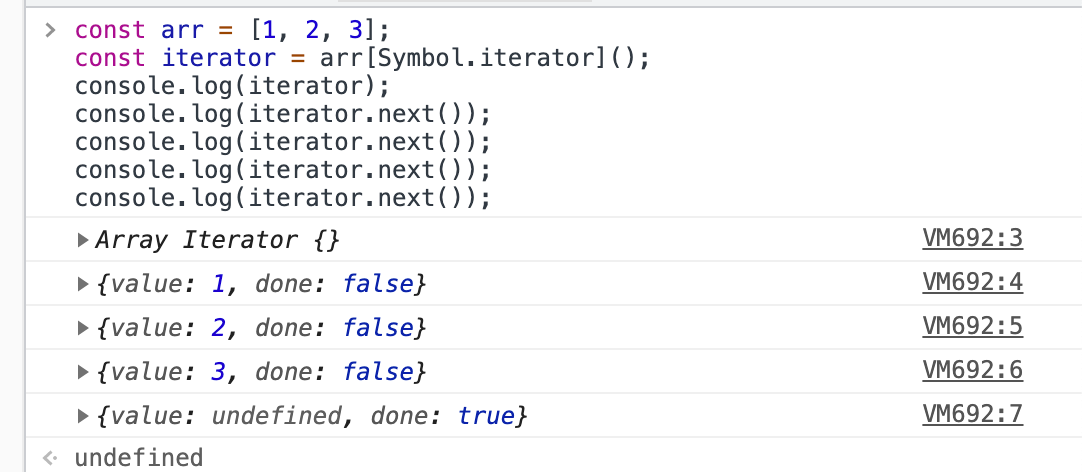 const arr = [1, 2, 3];
const iterator = arr[Symbol.iterator]();
console.log(iterator);
console.log(iterator.next());
console.log(iterator.next());
console.log(iterator.next());
console.log(iterator.next());
Array Iterator {} VM692:3
{value: 1, done: false} VM692:4
{value: 2, done: false} VM692:5
{value: 3, done: false} VM692:6
{value: undefined, done: true} VM692:7
undefined